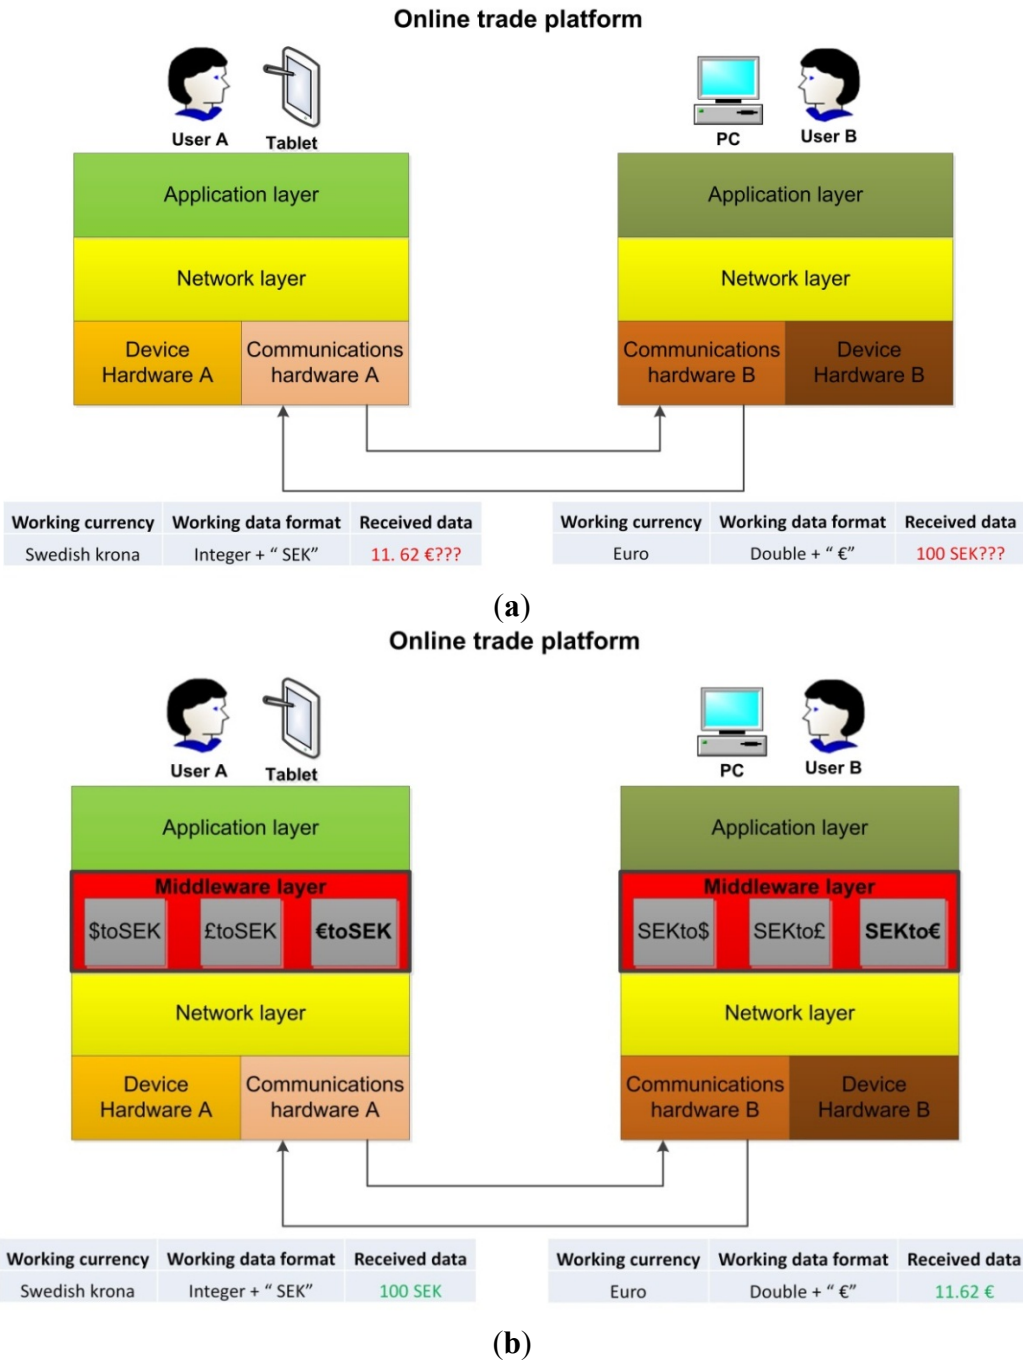 Online trade platform
User A
Tablet
PC
User B
Application layer
Application layer
Network layer
Network layer
Device
Hardware A
Communications
hardware A
Communications
hardware B
Device
Hardware B
Working currency Working data format Received data
Swedish krona Integer + “ SEK” 11. 62 €???
Working currency Working data format Received data
Euro Double + “ €” 100 SEK???
(a)
Online trade platform
User A
Tablet
PC
User B
Application layer
Application layer
Middleware layer
$toSEK £toSEK €toSEK
Middleware layer
SEKto$ SEKto£ SEKto€
Network layer
Network layer
Device
Hardware A
Communications
hardware A
Communications
hardware B
Device
Hardware B
Working currency Working data format Received data
Swedish krona Integer + “ SEK” 100 SEK
Working currency Working data format Received data
Euro Double + “ €” 11.62 €
(b)